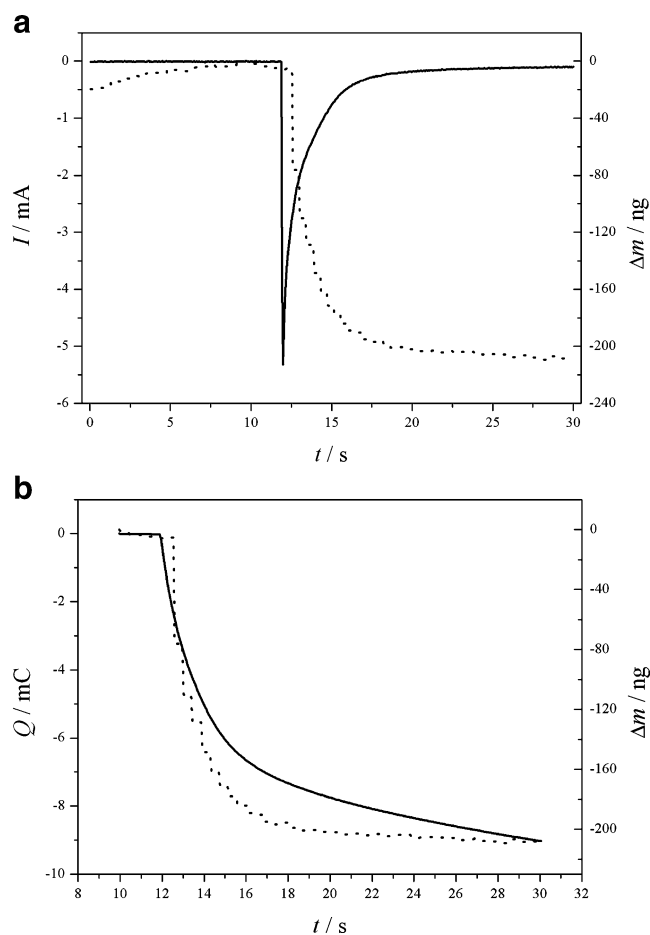 a
0 0
-1 -40
-2 -80
-3 -120
-4 -160
-5 -200
-6 -240
I / mA
Δm / ng
0 5 10 15 20 25 30
t / s
b
0 0
-2 -40
-4 -80
-6 -120
-8 -160
-10 -200
Q / mC
Δm / ng
8 10 12 14 16 18 20 22 24 26 28 30 32
t / s